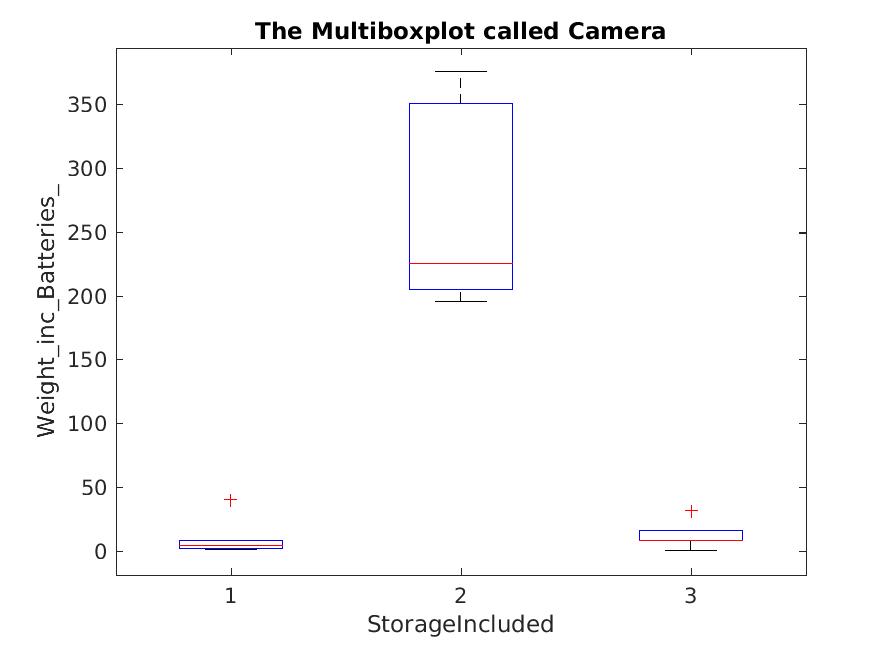 The Multiboxplot called Camera
Weight_inc_Batteries_
350
300
250
200
150
100
50
0
1 2 3
StorageIncluded